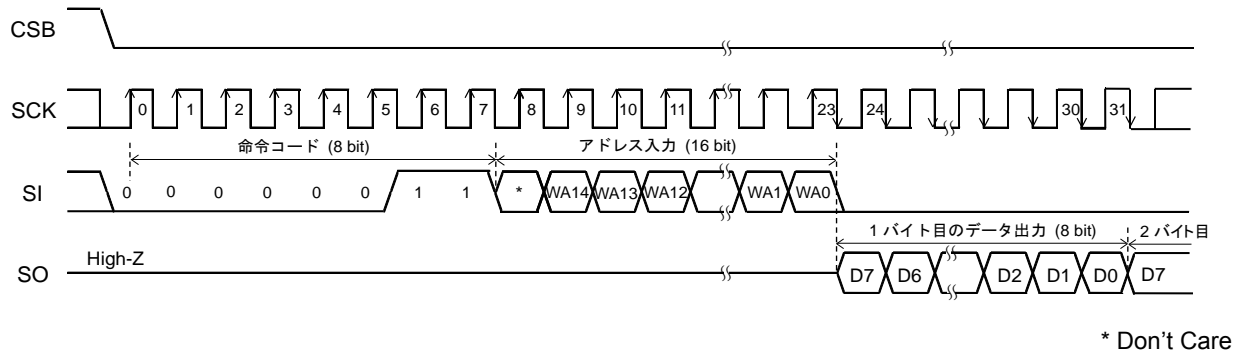 CSB
SCK 0 1 2 3 4 5 6 7 8 9 10 11 23 24 30 31
命令コード (8 bit) アドレス入力 (16 bit)
SI 0 0 0 0 0 0 1 1 * WA14 WA13 WA12 WA1 WA0
1 バイト目のデータ出力 (8 bit) 2 バイト目
High-Z
SO D7 D6 D2 D1 D0 D7
* Don't Care